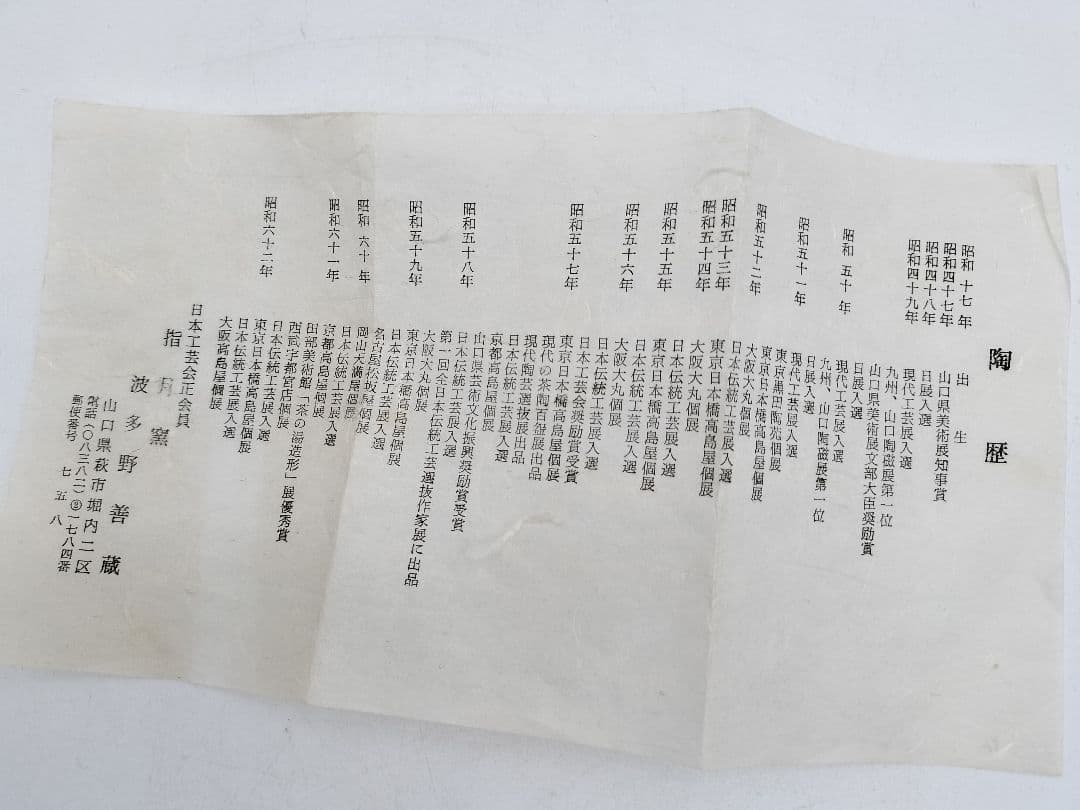 陶歴
昭和十七年 出生
昭和四十七年 山口県美術展知事賞
昭和四十八年 日展入選
昭和四十九年 現代工芸展入選
九州、山口陶磁展第一位
山口県美術展文部大臣奨励賞
日展入選
昭和五十年 現代工芸展入選
九州、山口陶磁展第一位
日展入選
昭和五十一年 現代工芸展入選
東京黒田陶苑個展
東京日本橋高島屋個展
大阪大丸個展
昭和五十二年 日本伝統工芸展入選
東京日本橋高島屋個展
昭和五十三年 大阪大丸個展
昭和五十四年 日本伝統工芸展入選
東京日本橋高島屋個展
昭和五十五年 日本伝統工芸展入選
大阪大丸個展
昭和五十六年 日本伝統工芸展入選
日本工芸会奨励賞受賞
昭和五十七年 東京日本橋高島屋個展
現代の茶陶百盌展出品
現代陶芸選抜展出品
日本伝統工芸展入選
京都高島屋個展
山口県芸術文化振興奨励賞受賞
昭和五十八年 日本伝統工芸展入選
第一回全日本伝統工芸選抜作家展に出品
大阪大丸個展
昭和五十九年 東京日本橋高島屋個展
日本伝統工芸展入選
名古屋松坂屋個展
昭和六十年 岡山天満屋個展
日本伝統工芸展入選
昭和六十一年 京都高島屋個展
田部美術館「茶の湯造形」展優秀賞
西武宇都宮店個展
昭和六十二年 日本伝統工芸展入選
東京日本橋高島屋個展
日本伝統工芸展入選
大阪高島屋個展
日本工芸会正会員
指月窯
波多野善蔵
山口県萩市堀内二区
電話(〇八三八二)②一七八四番
郵便番号 七五八